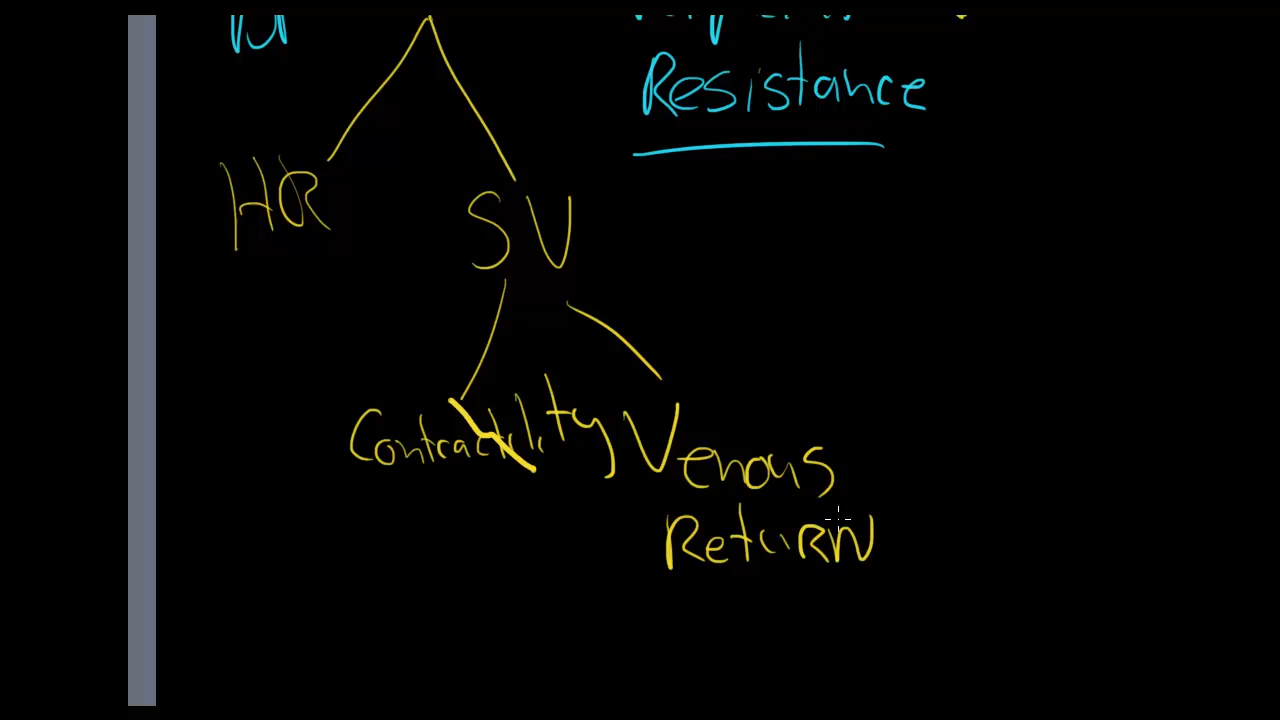 Resistance
HR
SV
Contractility Venous
Return